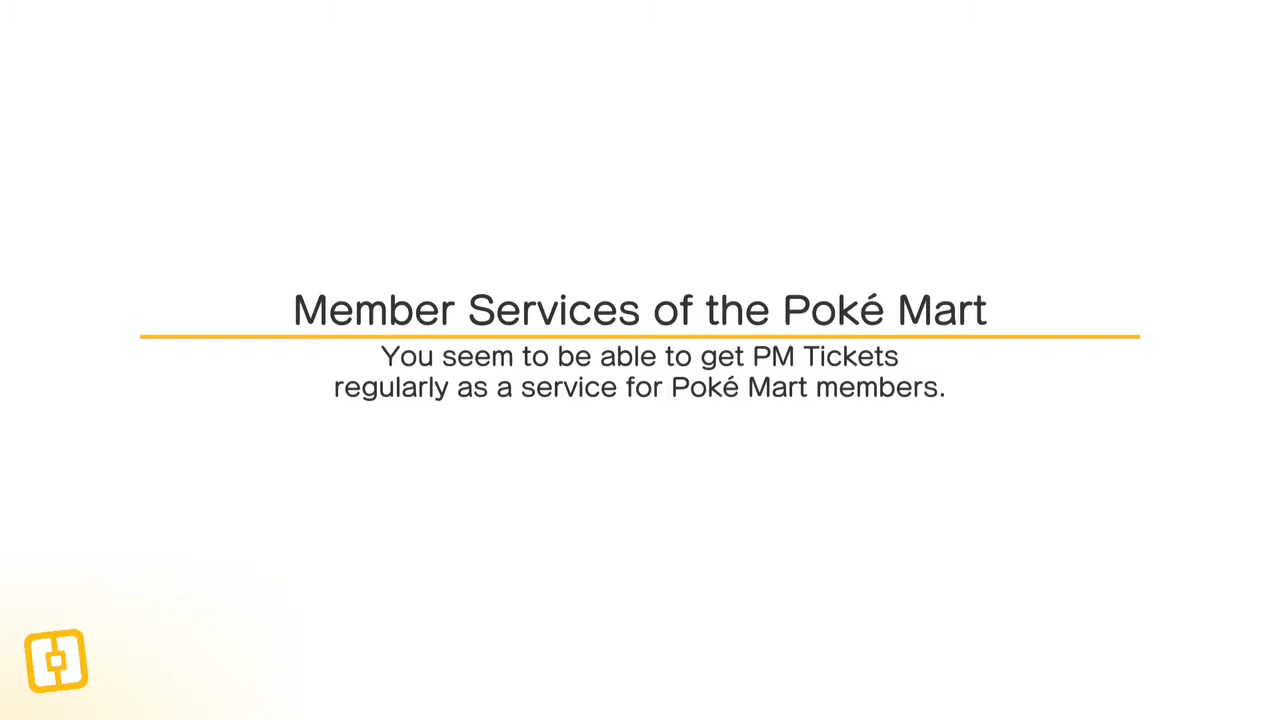 Member Services of the Poké Mart
You seem to be able to get PM Tickets
regularly as a service for Poké Mart members.